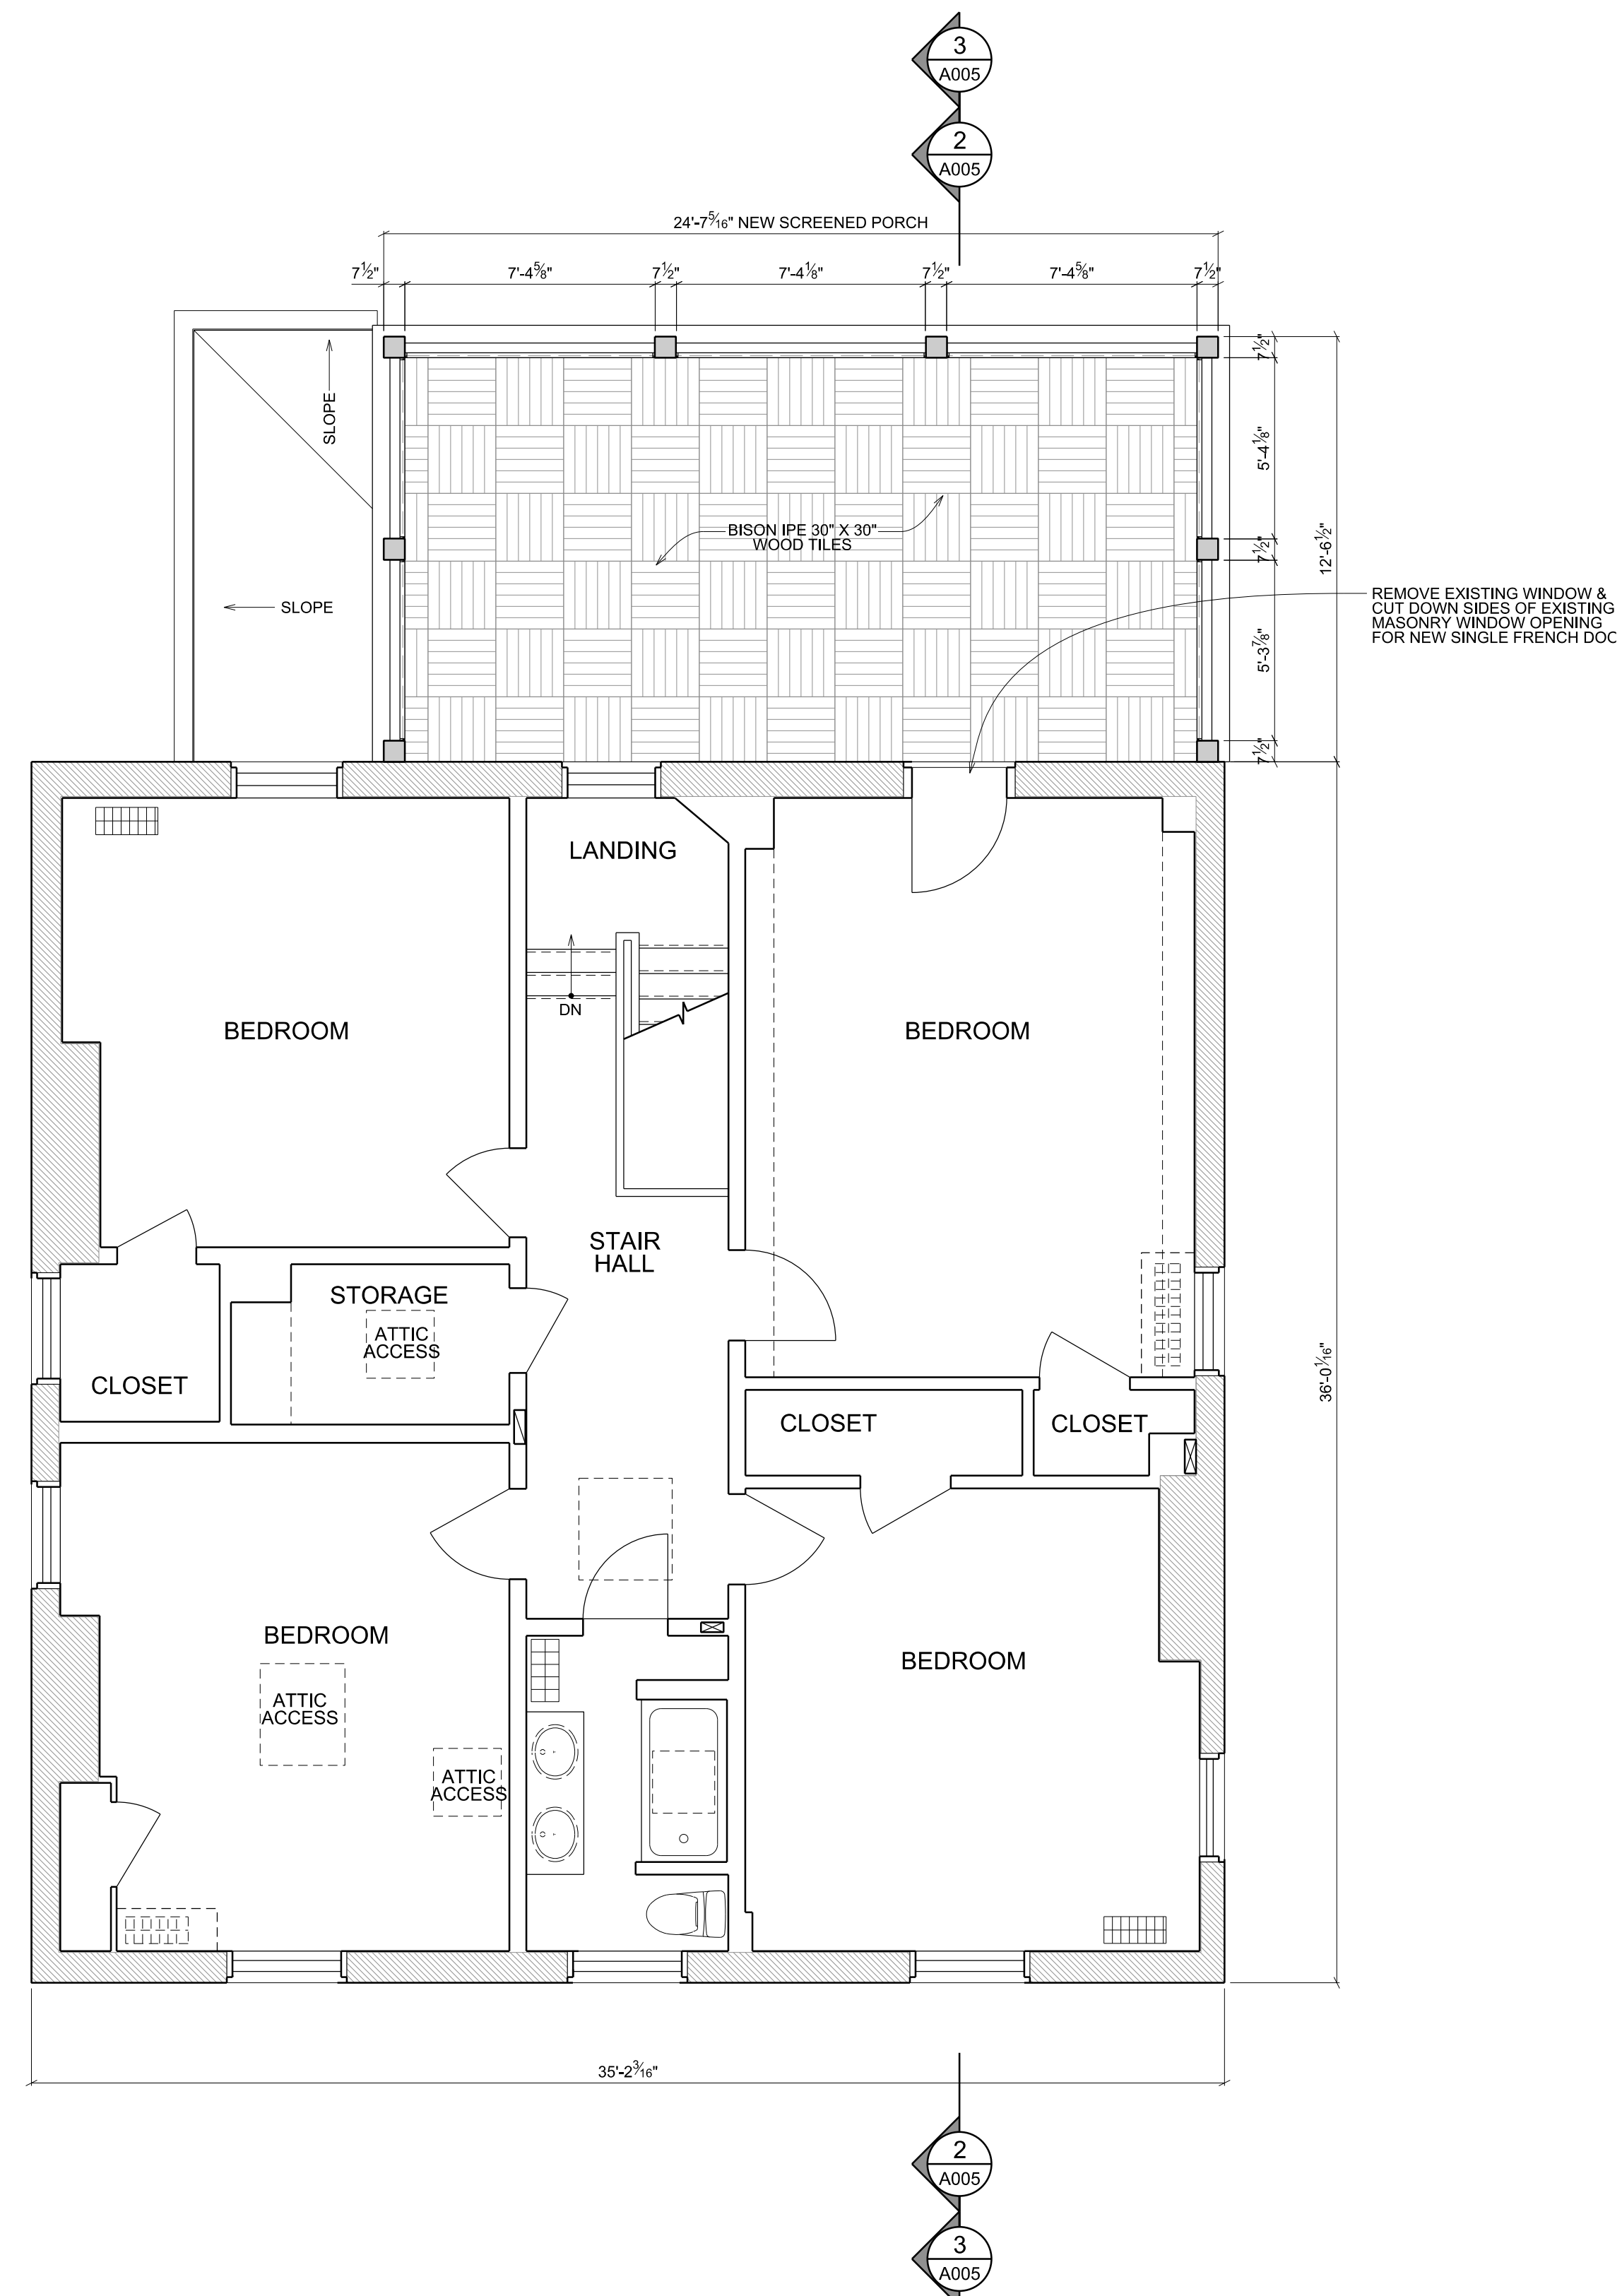 3
A005
2
A005
24'-7 5/16" NEW SCREENED PORCH
7 1/2"
7'-4 5/8"
7 1/2"
7'-4 1/8"
7 1/2"
7'-4 5/8"
7 1/2"
7 1/2"
SLOPE
5'-4 1/8"
BISON IPE 30" X 30"
WOOD TILES
7 1/2"
12'-6 1/2"
SLOPE
REMOVE EXISTING WINDOW &
CUT DOWN SIDES OF EXISTING
MASONRY WINDOW OPENING
FOR NEW SINGLE FRENCH DOO
5'-3 7/8"
7 1/2"
LANDING
DN
BEDROOM
BEDROOM
STAIR
HALL
STORAGE
ATTIC
ACCESS
CLOSET
36'-0 1/16"
CLOSET
CLOSET
BEDROOM
BEDROOM
ATTIC
ACCESS
ATTIC
ACCESS
35'-2 3/16"
2
A005
3
A005